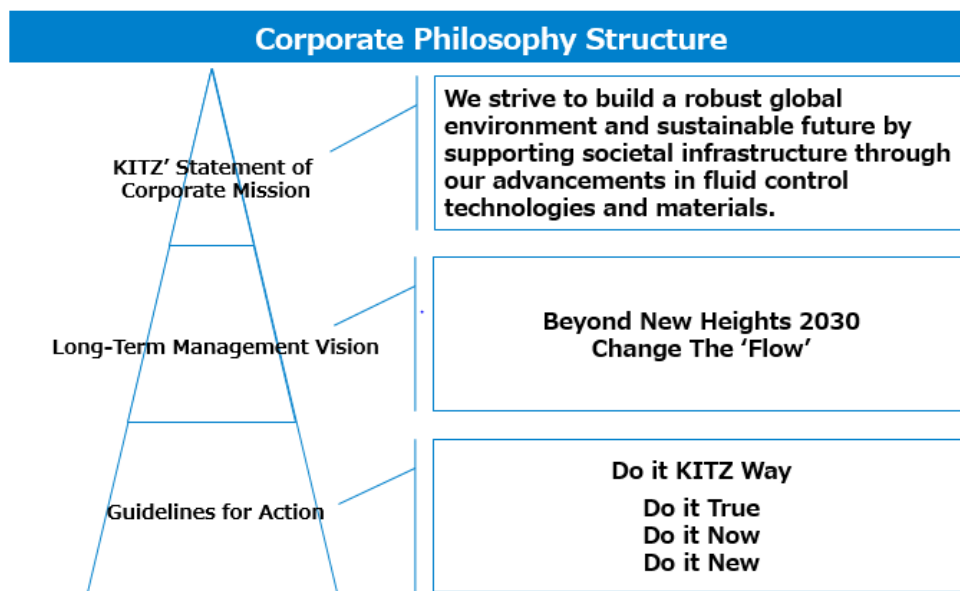 Corporate Philosophy Structure
KITZ’ Statement of
Corporate Mission
We strive to build a robust global
environment and sustainable future by
supporting societal infrastructure through
our advancements in fluid control
technologies and materials.
Long-Term Management Vision
Beyond New Heights 2030
Change The ‘Flow’
Guidelines for Action
Do it KITZ Way
Do it True
Do it Now
Do it New